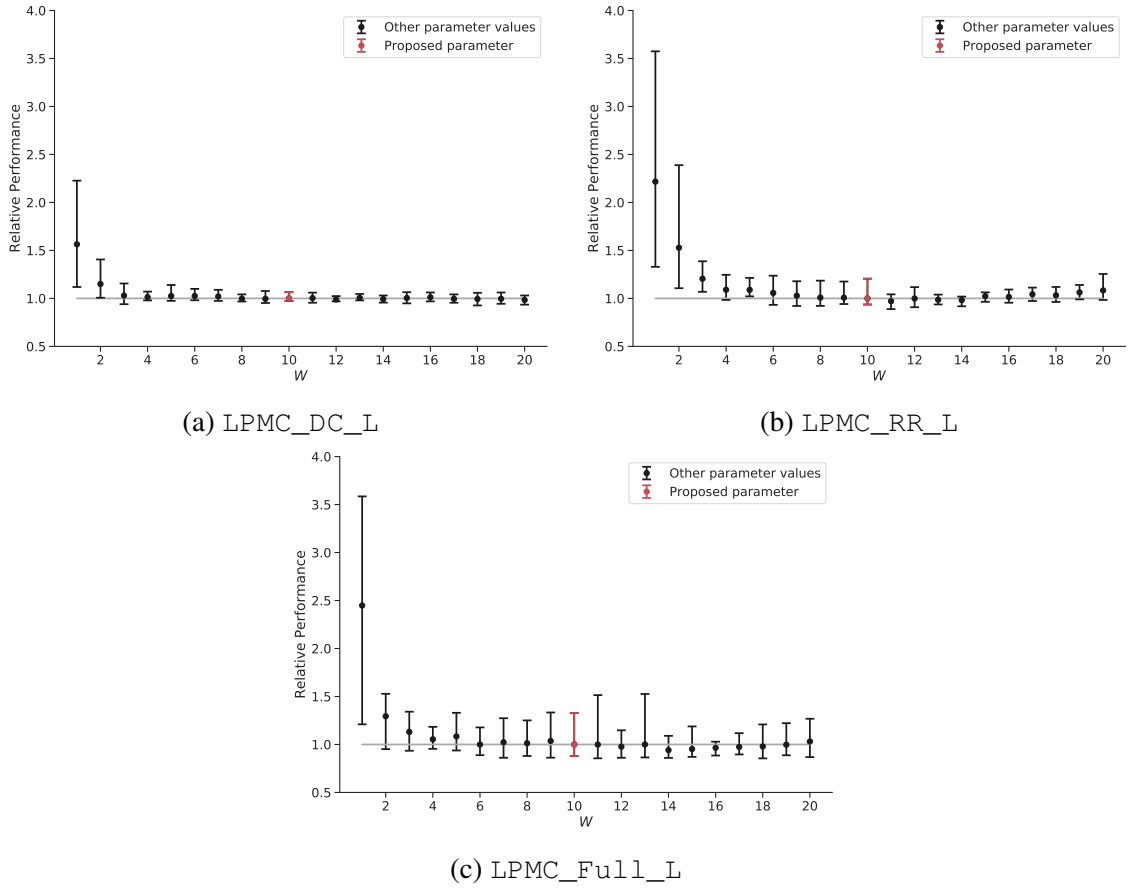 4.0
3.5
3.0
2.5
2.0
1.5
1.0
0.5
Relative Performance
2 4 6 8 10 12 14 16 18 20
W
Other parameter values
Proposed parameter
(a) LPMC_DC_L
4.0
3.5
3.0
2.5
2.0
1.5
1.0
0.5
Relative Performance
2 4 6 8 10 12 14 16 18 20
W
Other parameter values
Proposed parameter
(b) LPMC_RR_L
4.0
3.5
3.0
2.5
2.0
1.5
1.0
0.5
Relative Performance
2 4 6 8 10 12 14 16 18 20
W
Other parameter values
Proposed parameter
(c) LPMC_Full_L